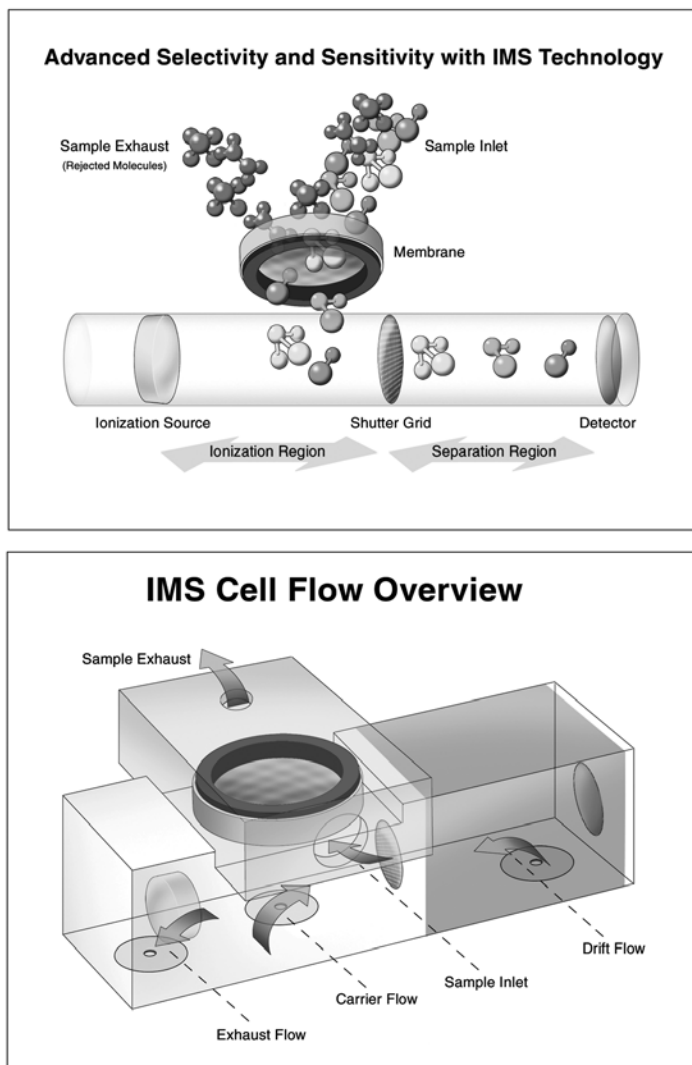 Advanced Selectivity and Sensitivity with IMS Technology
Sample Exhaust
(Rejected Molecules)
Sample Inlet
Membrane
Ionization Source
Shutter Grid
Detector
Ionization Region
Separation Region
IMS Cell Flow Overview
Sample Exhaust
Drift Flow
Sample Inlet
Carrier Flow
Exhaust Flow